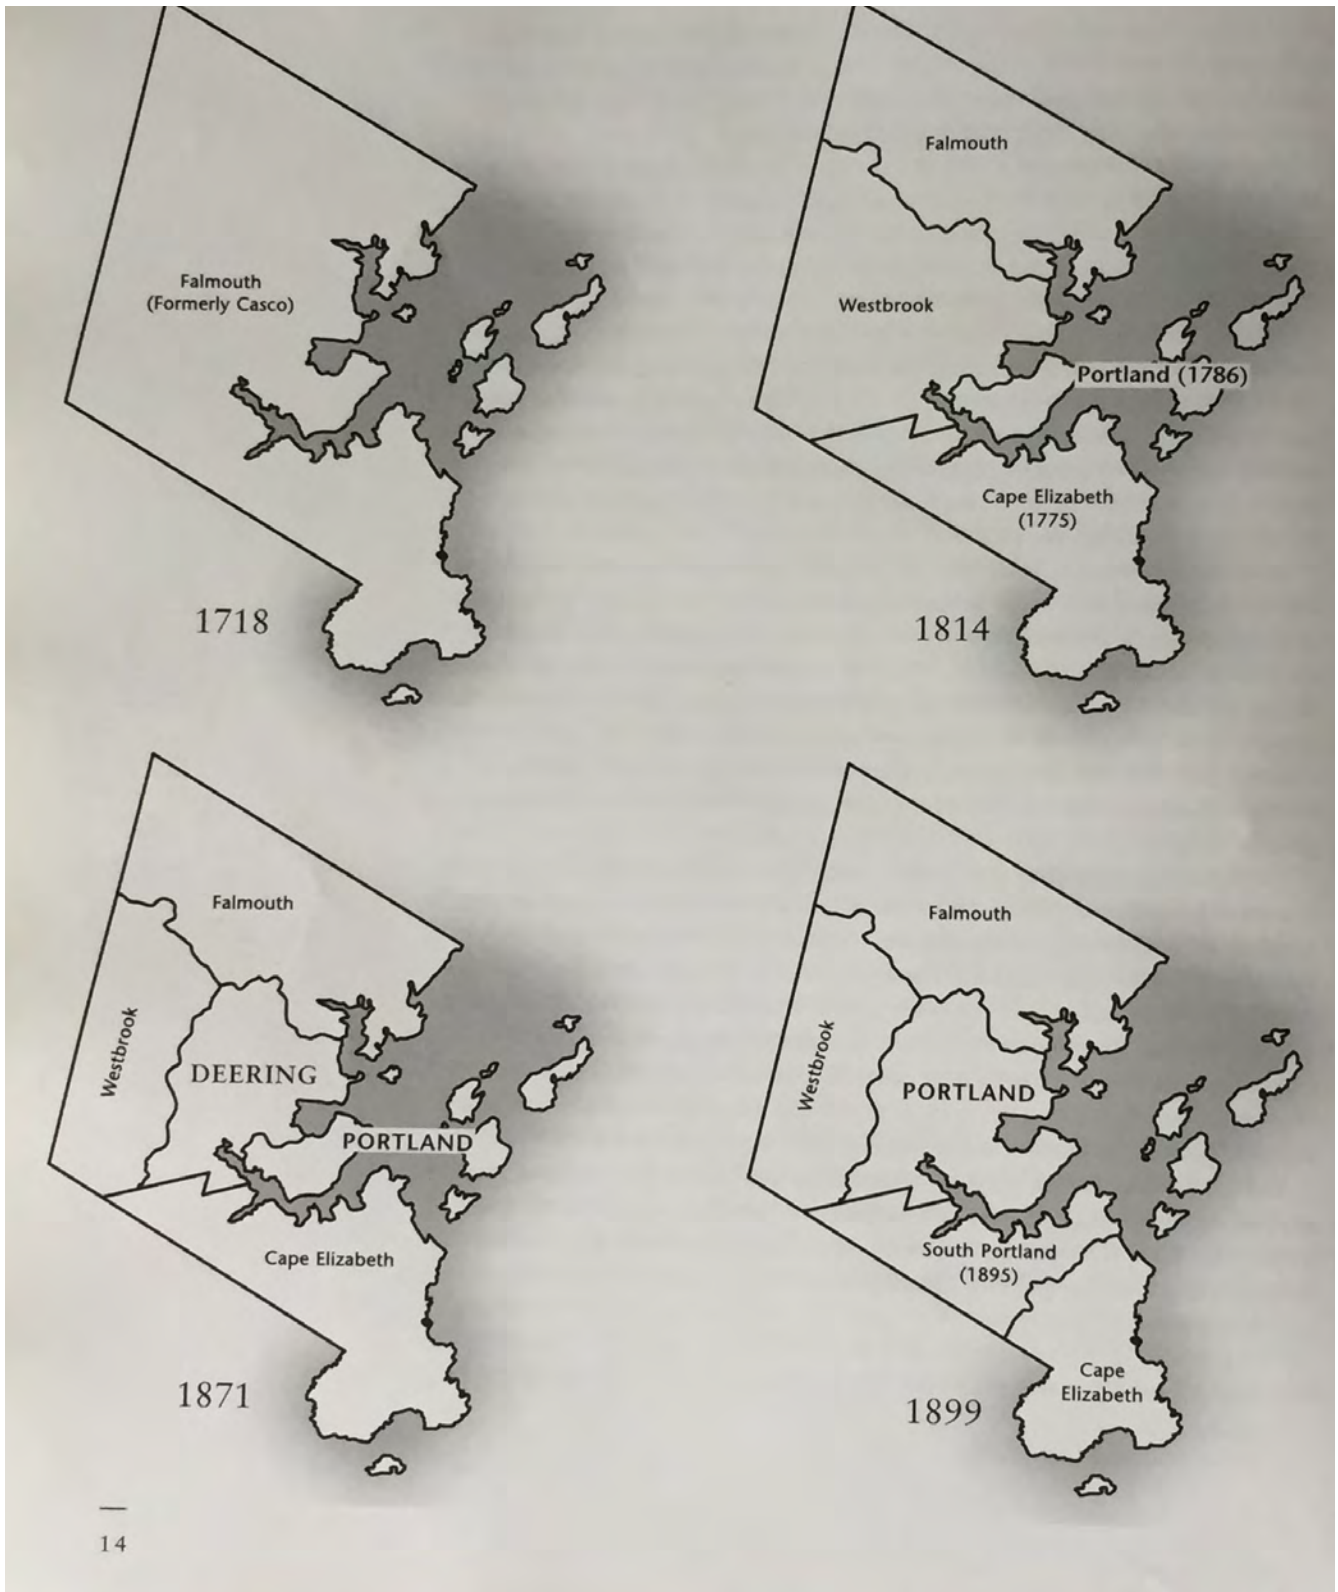 Falmouth
(Formerly Casco)
1718
Falmouth
Westbrook
Portland (1786)
Cape Elizabeth
(1775)
1814
Falmouth
Westbrook
DEERING
PORTLAND
Cape Elizabeth
1871
Falmouth
Westbrook
PORTLAND
South Portland
(1895)
Cape
Elizabeth
1899
14